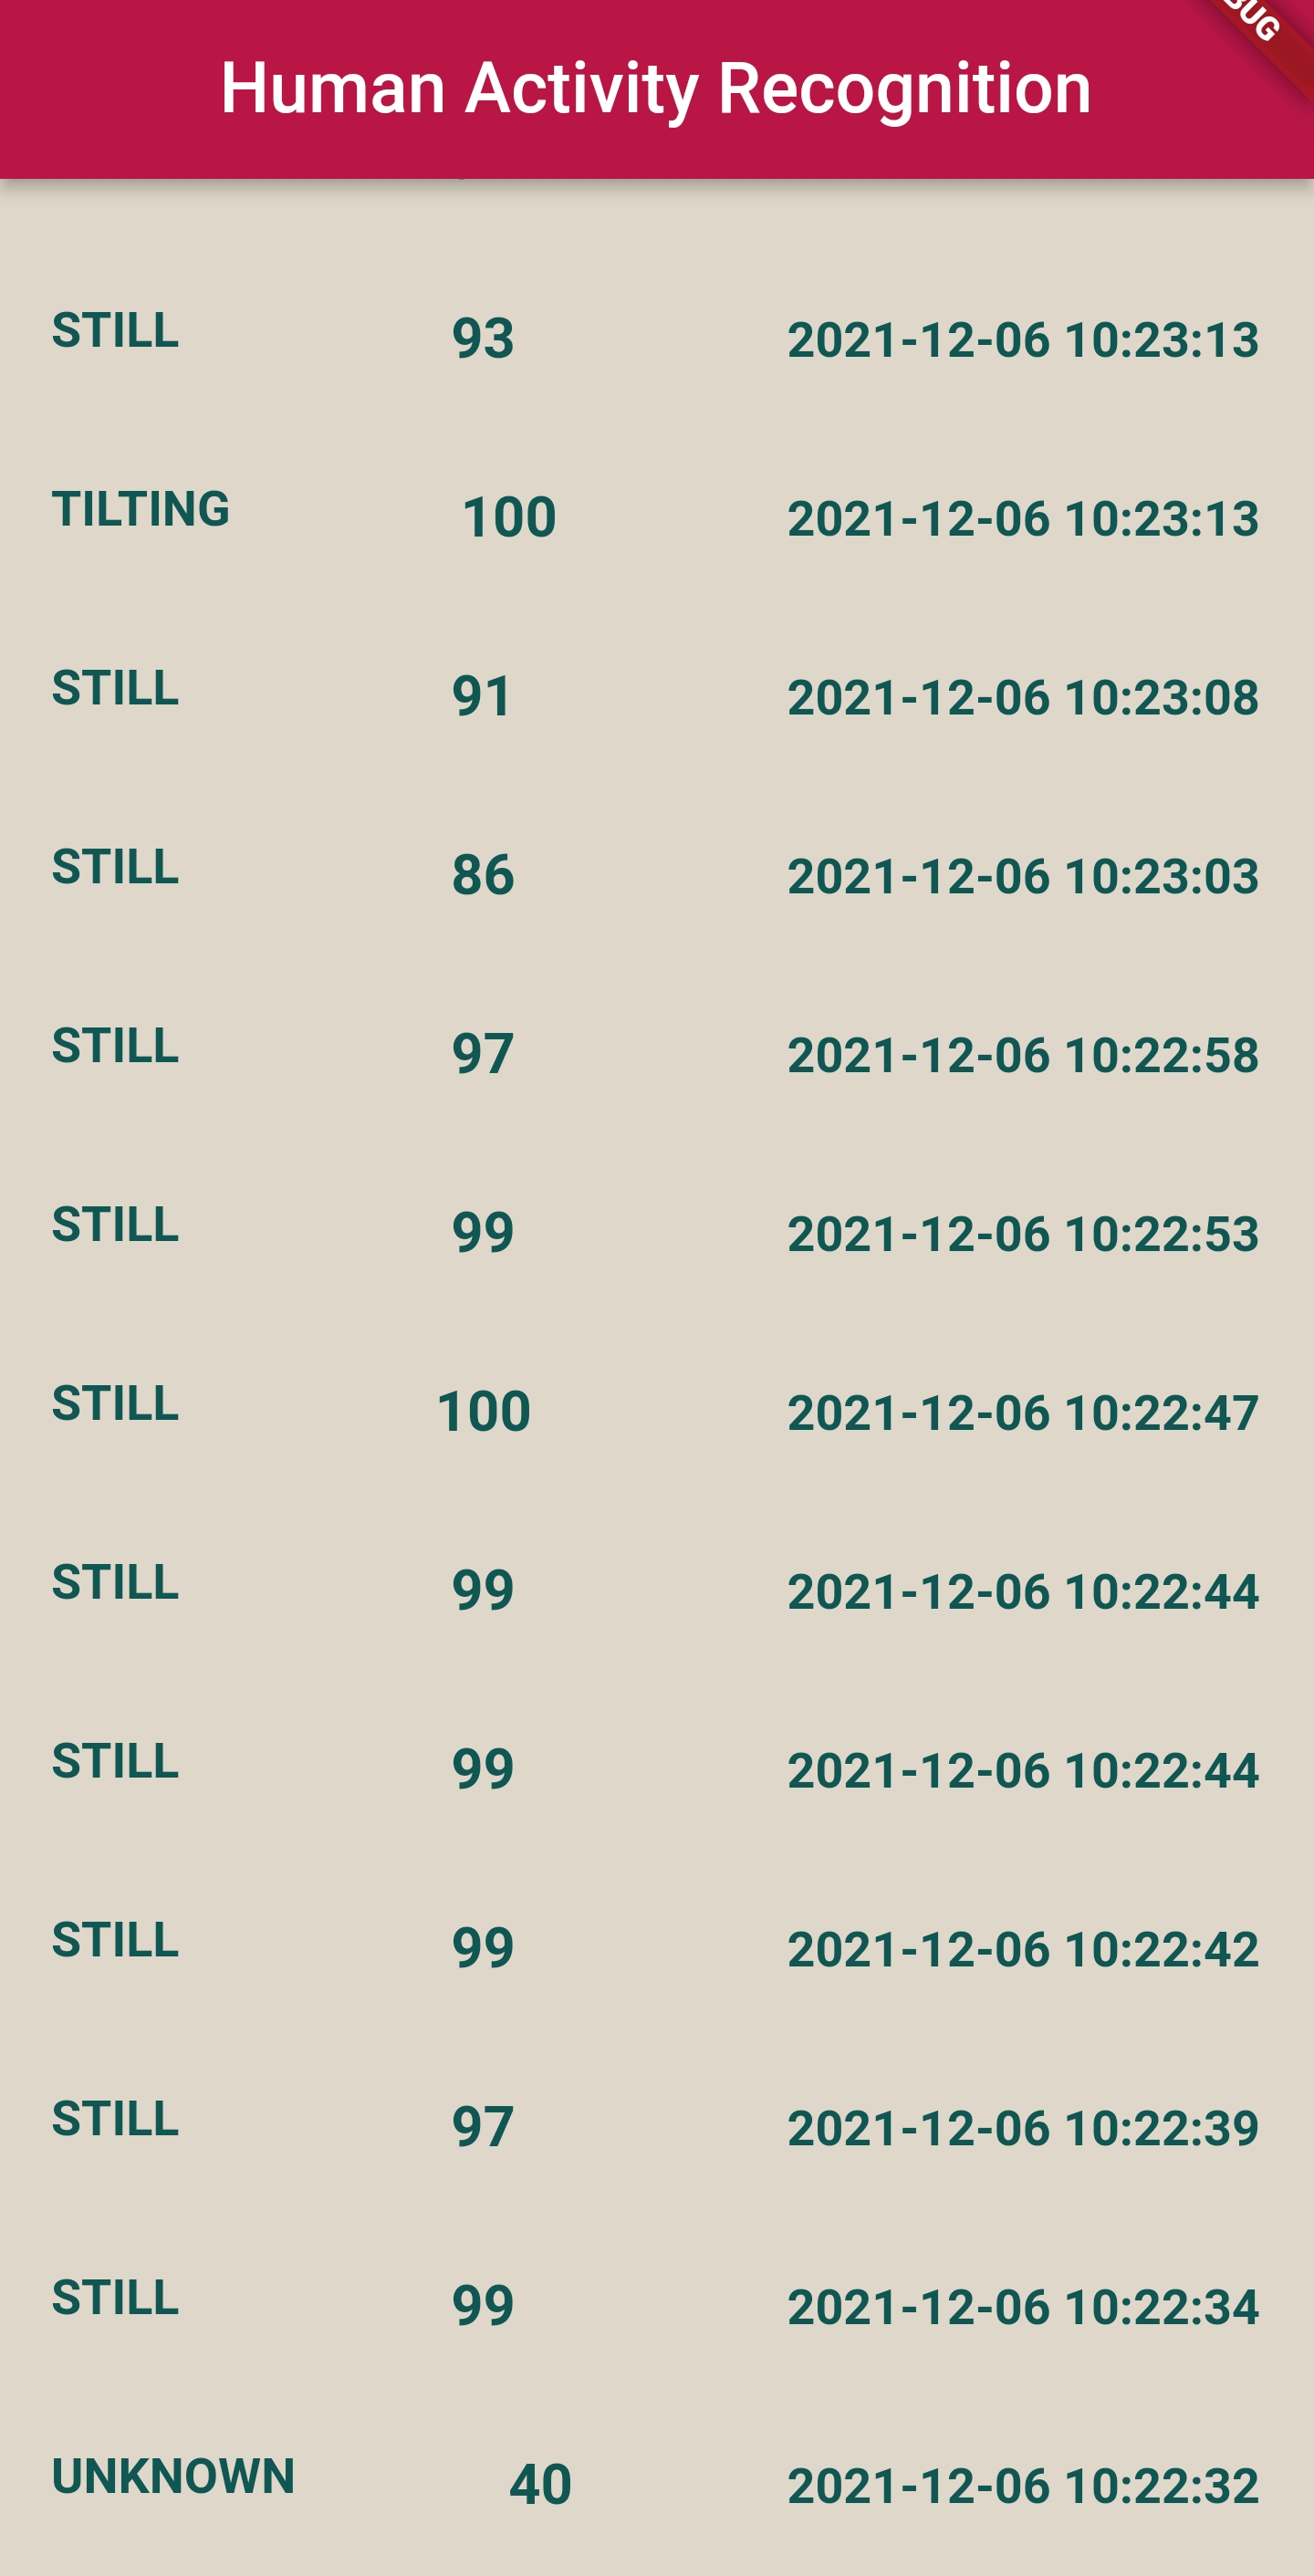 Human Activity Recognition
BUG
STILL 93 2021-12-06 10:23:13
TILTING 100 2021-12-06 10:23:13
STILL 91 2021-12-06 10:23:08
STILL 86 2021-12-06 10:23:03
STILL 97 2021-12-06 10:22:58
STILL 99 2021-12-06 10:22:53
STILL 100 2021-12-06 10:22:47
STILL 99 2021-12-06 10:22:44
STILL 99 2021-12-06 10:22:44
STILL 99 2021-12-06 10:22:42
STILL 97 2021-12-06 10:22:39
STILL 99 2021-12-06 10:22:34
UNKNOWN 40 2021-12-06 10:22:32